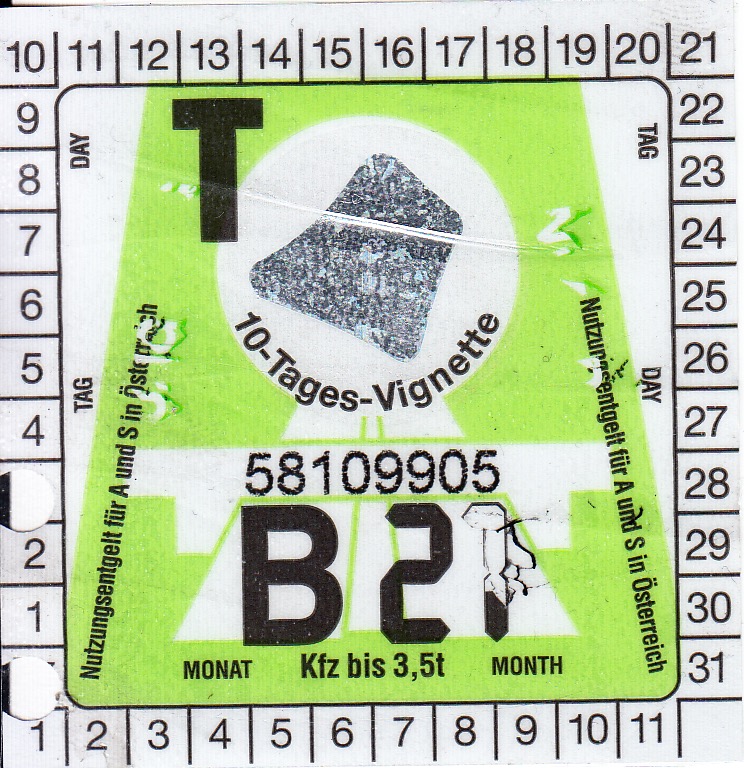 10 11 12 13 14 15 16 17 18 19 20 21
9 22
8 23
7 24
6 25
5 26
4 27
28
2 29
1 30
31
1 2 3 4 5 6 7 8 9 10 11
DAY
TAG
T
TAG
DAY
10-Tages-Vignette
Nutzungsentgelt für A und S in Österreich
Nutzungsentgelt für A und S in Österreich
58109905
B 21
MONAT Kfz bis 3,5t MONTH